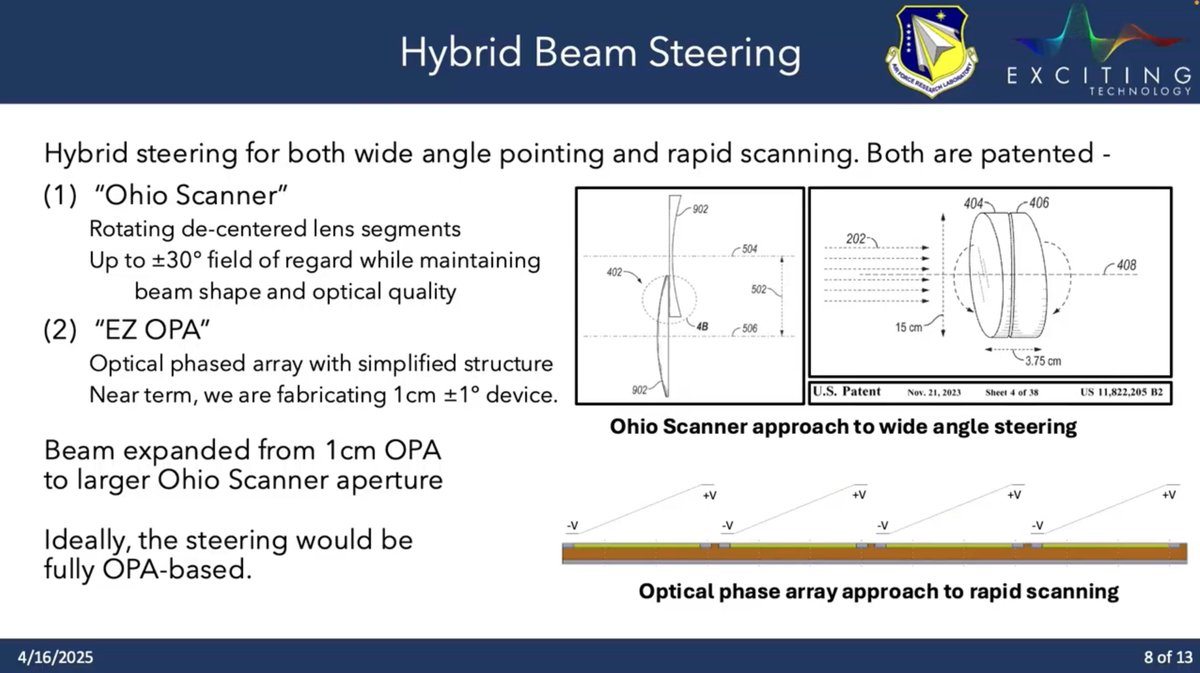 Hybrid Beam Steering
AIR FORCE RESEARCH LABORATORY
EXCITING
TECHNOLOGY
Hybrid steering for both wide angle pointing and rapid scanning. Both are patented -
(1) “Ohio Scanner”
Rotating de-centered lens segments
Up to ±30° field of regard while maintaining
beam shape and optical quality
(2) “EZ OPA”
Optical phased array with simplified structure
Near term, we are fabricating 1cm ±1° device.
Beam expanded from 1cm OPA
to larger Ohio Scanner aperture
Ideally, the steering would be
fully OPA-based.
902
504
402
502
4B
506
902
404
406
202
408
15 cm
3.75 cm
U.S. Patent Nov. 21, 2023 Sheet 4 of 38 US 11,822,205 B2
Ohio Scanner approach to wide angle steering
+V +V +V +V
-V -V -V -V
Optical phase array approach to rapid scanning
4/16/2025
8 of 13